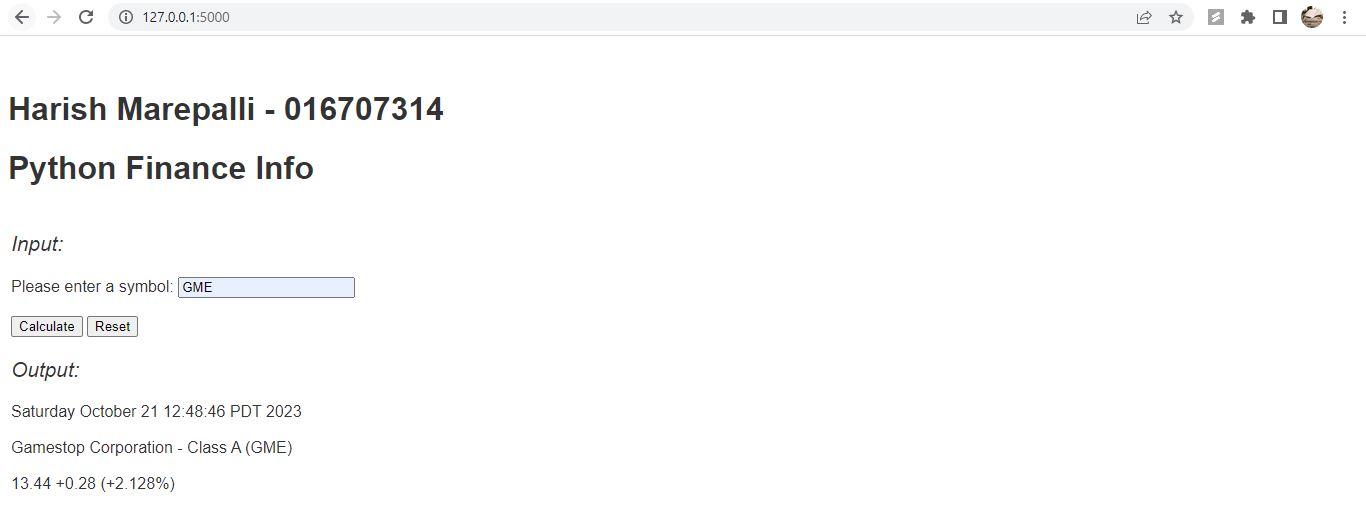 127.0.0.1:5000
Harish Marepalli - 016707314
Python Finance Info
Input:
Please enter a symbol: GME
Calculate Reset
Output:
Saturday October 21 12:48:46 PDT 2023
Gamestop Corporation - Class A (GME)
13.44 +0.28 (+2.128%)